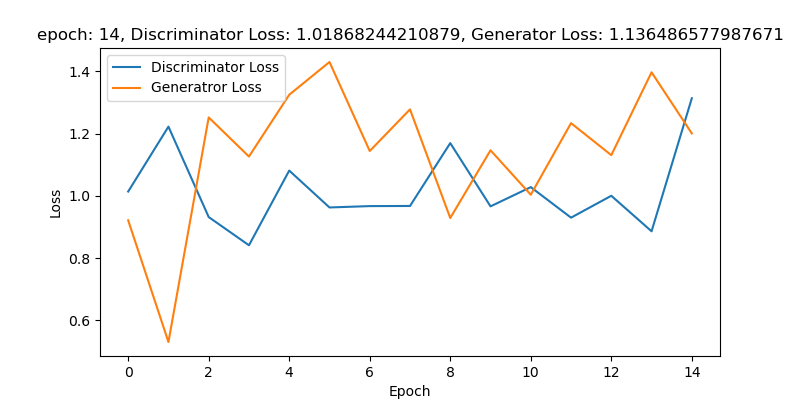 epoch: 14, Discriminator Loss: 1.01868244210879, Generator Loss: 1.136486577987671
Discriminator Loss
Generatror Loss
1.4
1.2
1.0
0.8
0.6
Loss
0 2 4 6 8 10 12 14
Epoch